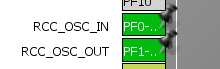 PF10
RCC_OSC_IN PF0-..
RCC_OSC_OUT PF1-..